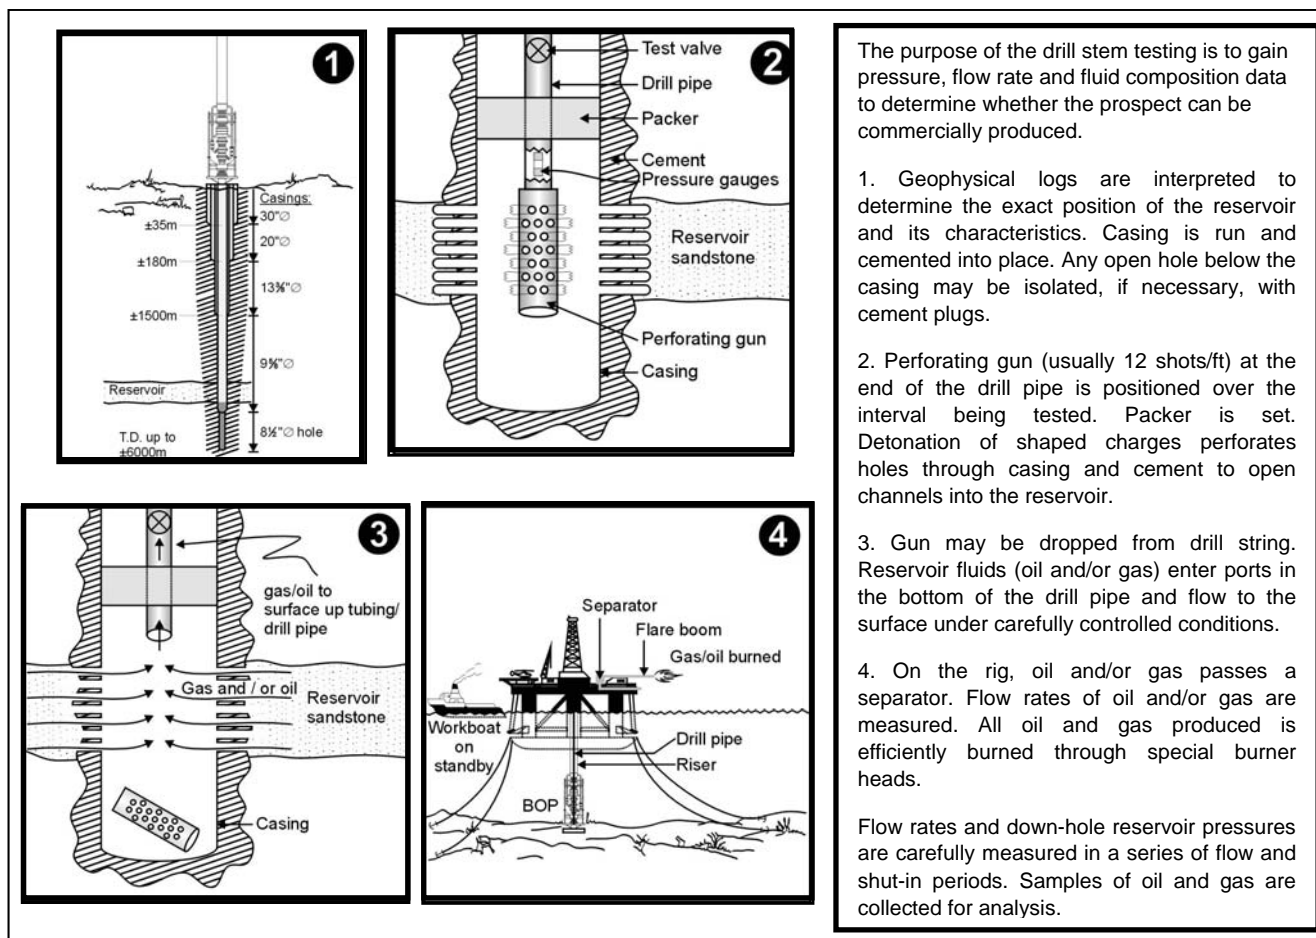 1
Casings:
30"∅
±35m
20"∅
±180m
13⅜"∅
±1500m
9⅝"∅
Reservoir
8½"∅ hole
T.D. up to
±6000m
2
Test valve
Drill pipe
Packer
Cement
Pressure gauges
Reservoir
sandstone
Perforating gun
Casing
3
gas/oil to
surface up tubing/
drill pipe
Gas and / or oil
Reservoir
sandstone
Casing
4
Separator
Flare boom
Gas/oil burned
Workboat
on
standby
Drill pipe
Riser
BOP
The purpose of the drill stem testing is to gain
pressure, flow rate and fluid composition data
to determine whether the prospect can be
commercially produced.
1. Geophysical logs are interpreted to
determine the exact position of the reservoir
and its characteristics. Casing is run and
cemented into place. Any open hole below the
casing may be isolated, if necessary, with
cement plugs.
2. Perforating gun (usually 12 shots/ft) at the
end of the drill pipe is positioned over the
interval being tested. Packer is set.
Detonation of shaped charges perforates
holes through casing and cement to open
channels into the reservoir.
3. Gun may be dropped from drill string.
Reservoir fluids (oil and/or gas) enter ports in
the bottom of the drill pipe and flow to the
surface under carefully controlled conditions.
4. On the rig, oil and/or gas passes a
separator. Flow rates of oil and/or gas are
measured. All oil and gas produced is
efficiently burned through special burner
heads.
Flow rates and down-hole reservoir pressures
are carefully measured in a series of flow and
shut-in periods. Samples of oil and gas are
collected for analysis.